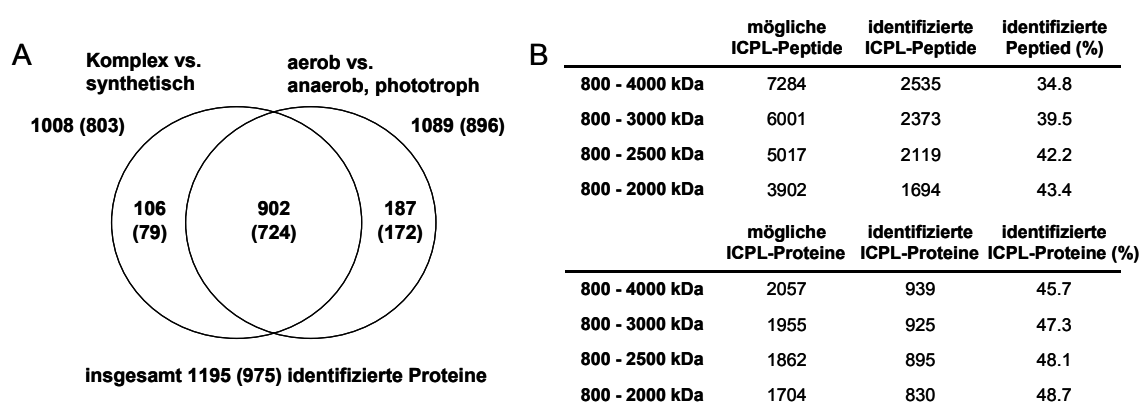 A
Komplex vs.
synthetisch
aerob vs.
anaerob, phototroph
1008 (803)
1089 (896)
106
(79)
902
(724)
187
(172)
insgesamt 1195 (975) identifizierte Proteine
B
mögliche identifizierte identifizierte
ICPL-Peptide ICPL-Peptide Peptied (%)
800 - 4000 kDa 7284 2535 34.8
800 - 3000 kDa 6001 2373 39.5
800 - 2500 kDa 5017 2119 42.2
800 - 2000 kDa 3902 1694 43.4
mögliche identifizierte identifizierte
ICPL-Proteine ICPL-Proteine ICPL-Proteine (%)
800 - 4000 kDa 2057 939 45.7
800 - 3000 kDa 1955 925 47.3
800 - 2500 kDa 1862 895 48.1
800 - 2000 kDa 1704 830 48.7